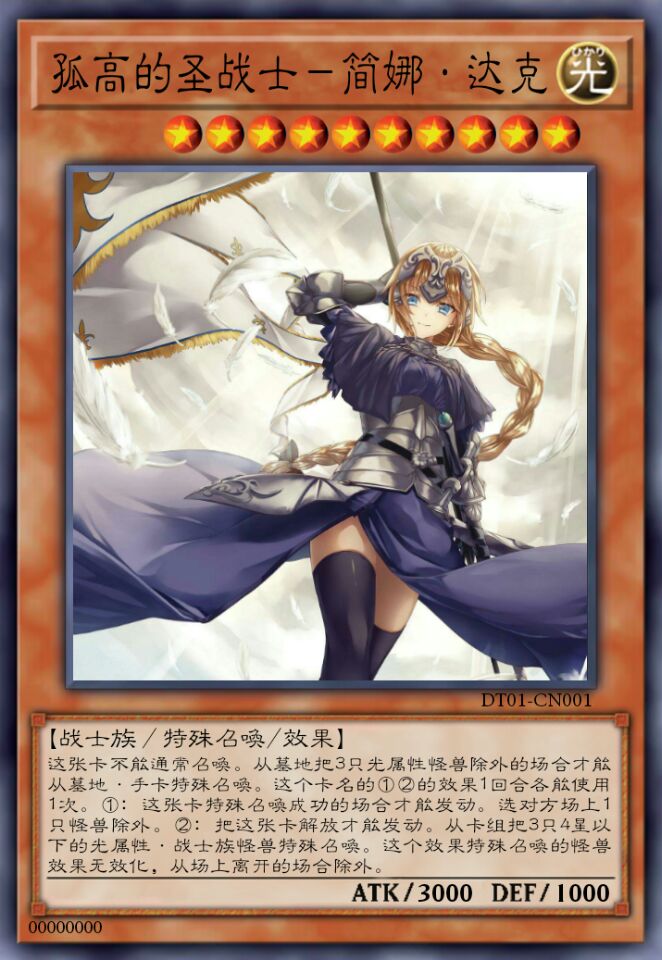 孤高的圣战士－简娜·达克
ひかり
光
DT01-CN001
【战士族／特殊召唤/效果】
这张卡不能通常召唤。从墓地把3只光属性怪兽除外的场合才能
从墓地·手卡特殊召唤。这个卡名的①②的效果1回合各能使用
1次。①：这张卡特殊召唤成功的场合才能发动。选对方场上1
只怪兽除外。②：把这张卡解放才能发动。从卡组把3只4星以
下的光属性·战士族怪兽特殊召唤。这个效果特殊召唤的怪兽
效果无效化，从场上离开的场合除外。
ATK/3000 DEF/1000
00000000